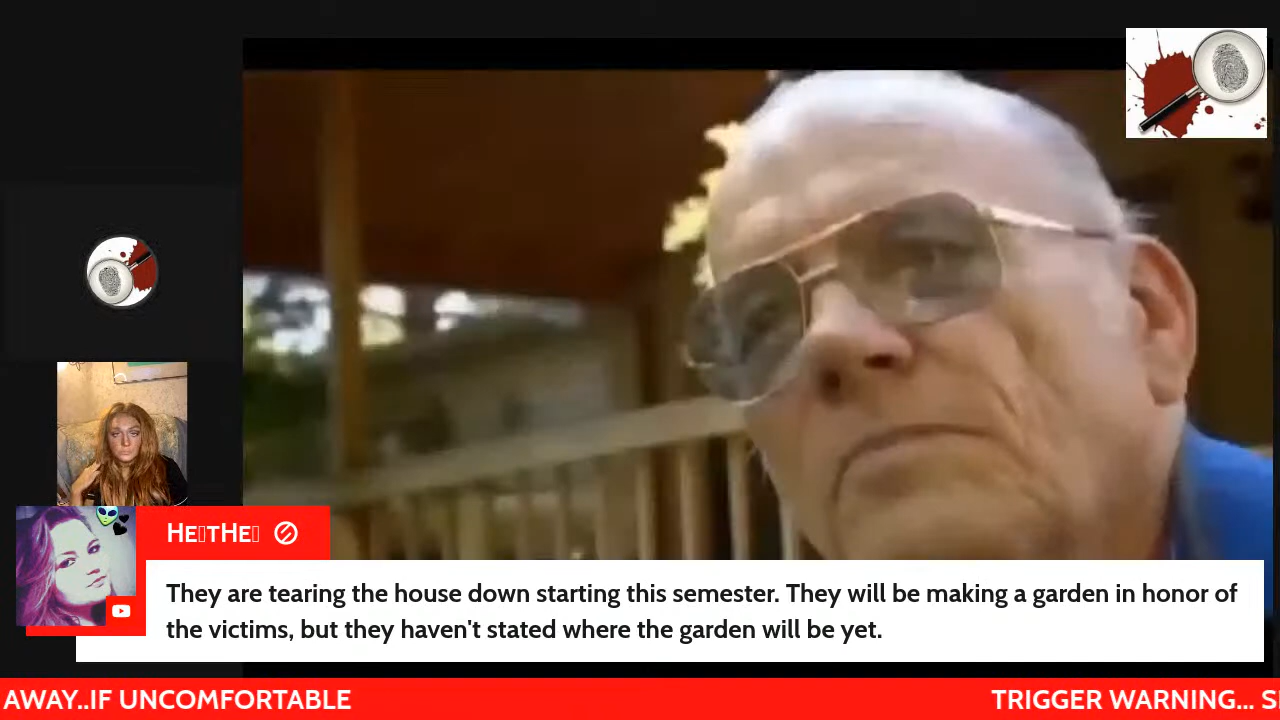 HE▯THE▯
They are tearing the house down starting this semester. They will be making a garden in honor of
the victims, but they haven't stated where the garden will be yet.
AWAY..IF UNCOMFORTABLE
TRIGGER WARNING... S